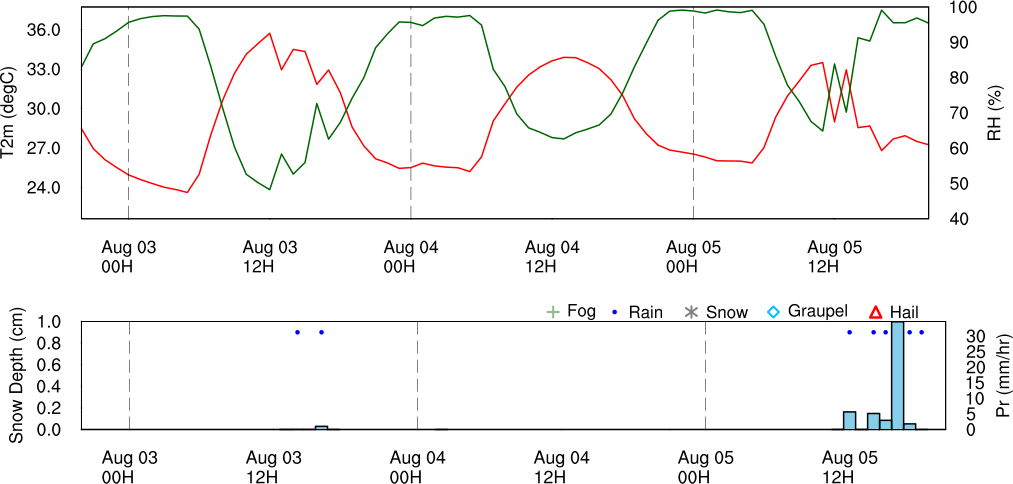 T2m (degC)
36.0
33.0
30.0
27.0
24.0
100
90
80
70
60
50
40
RH (%)
Aug 03 Aug 03 Aug 04 Aug 04 Aug 05 Aug 05
00H 12H 00H 12H 00H 12H
Fog Rain Snow Graupel Hail
Snow Depth (cm)
1.0
0.8
0.6
0.4
0.2
0.0
30
25
20
15
10
5
0
Pr (mm/hr)
Aug 03 Aug 03 Aug 04 Aug 04 Aug 05 Aug 05
00H 12H 00H 12H 00H 12H